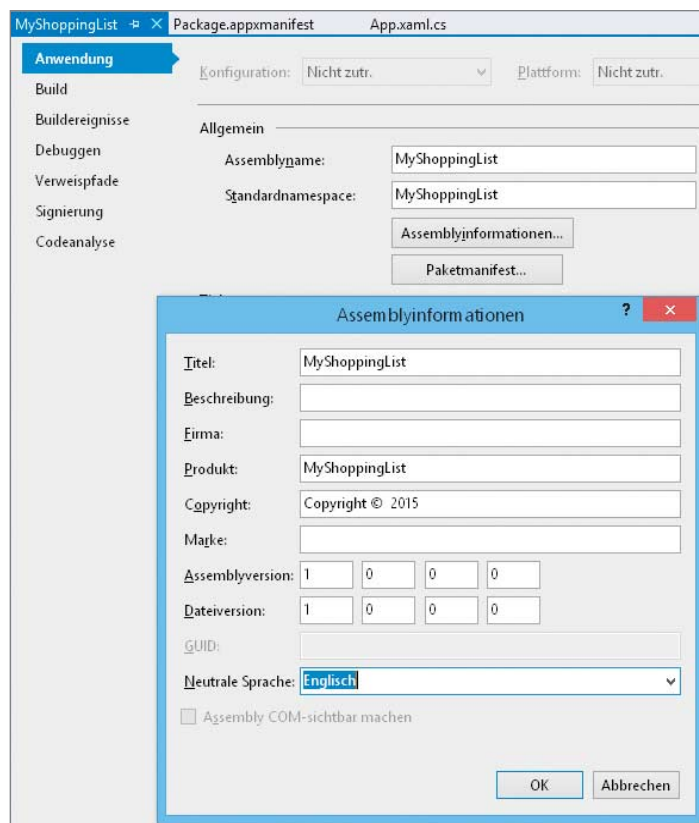 MyShoppingList Package.appxmanifest App.xaml.cs
Anwendung
Build
Buildereignisse
Debuggen
Verweispfade
Signierung
Codeanalyse
Konfiguration: Nicht zutr. Plattform: Nicht zutr.
Allgemein
Assemblyname: MyShoppingList
Standardnamespace: MyShoppingList
Assemblyinformationen...
Paketmanifest...
Assemblyinformationen ? ×
Titel: MyShoppingList
Beschreibung:
Firma:
Produkt: MyShoppingList
Copyright: Copyright © 2015
Marke:
Assemblyversion: 1 0 0 0
Dateiversion: 1 0 0 0
GUID:
Neutrale Sprache: Englisch
Assembly COM-sichtbar machen
OK Abbrechen